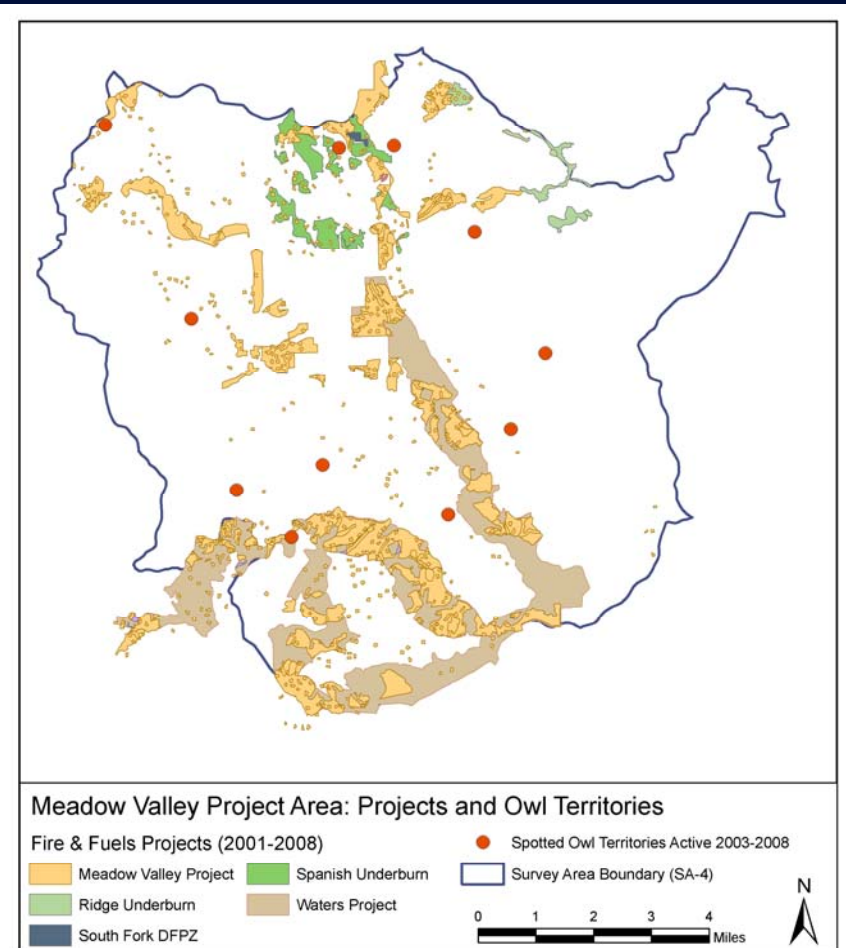 Meadow Valley Project Area: Projects and Owl Territories
Fire & Fuels Projects (2001-2008)
Meadow Valley Project
Ridge Underburn
South Fork DFPZ
Spanish Underburn
Waters Project
Spotted Owl Territories Active 2003-2008
Survey Area Boundary (SA-4)
0 1 2 3 4
Miles
N